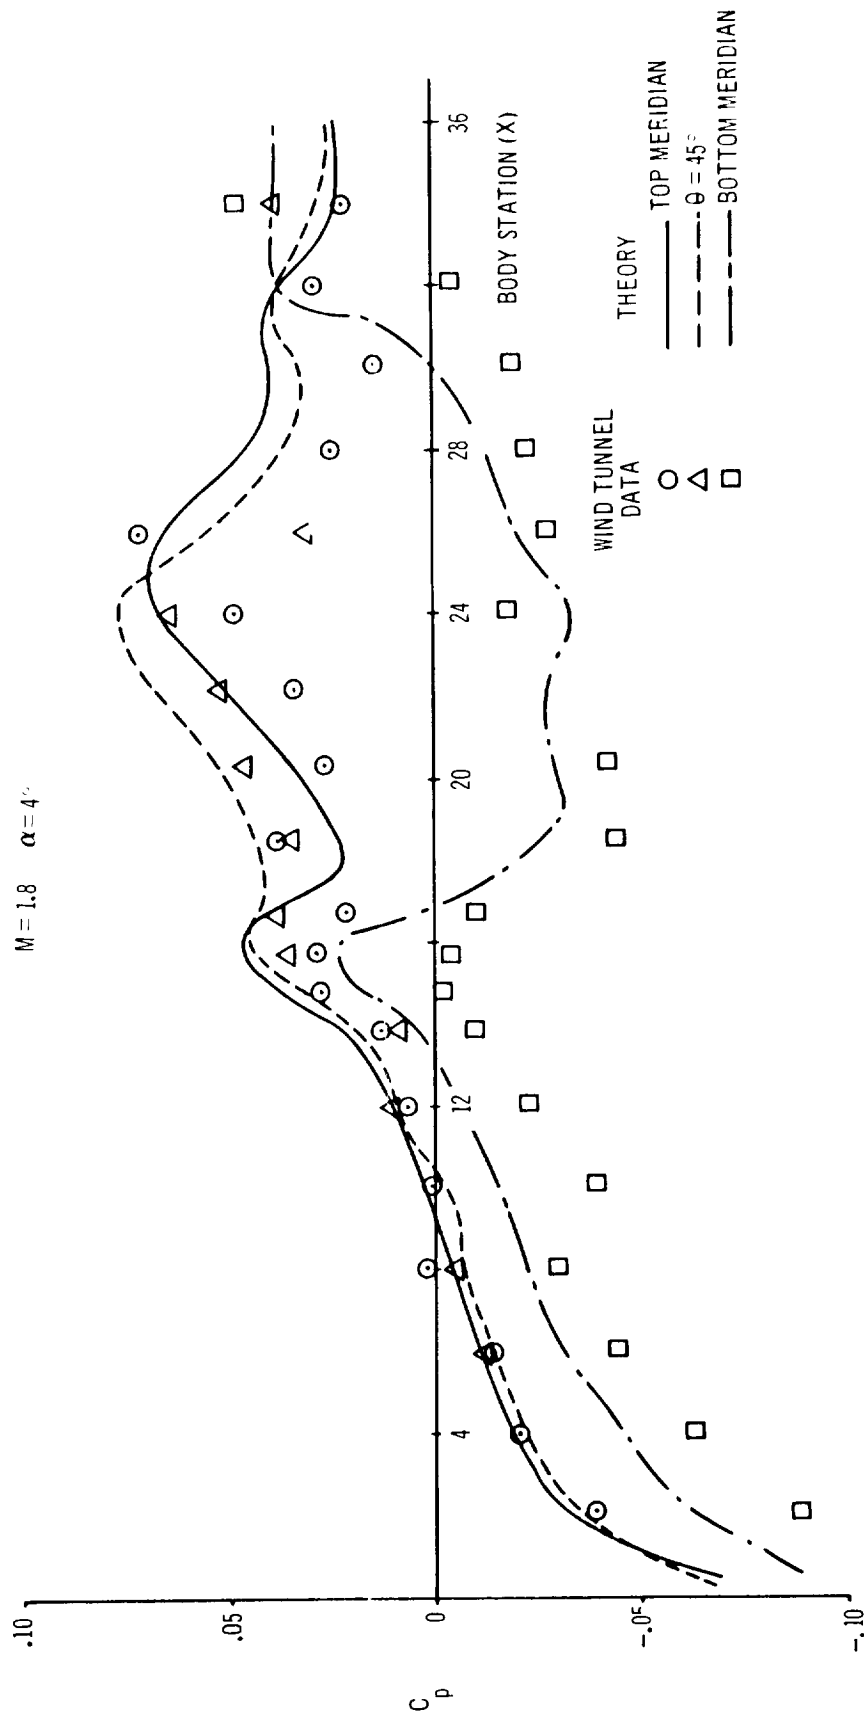 M = 1.8 α = 4°
.10
.05
0
-.05
-.10
C p
4
12
20
24
28
36
BODY STATION (X)
WIND TUNNEL
DATA
THEORY
TOP MERIDIAN
θ = 45°
BOTTOM MERIDIAN